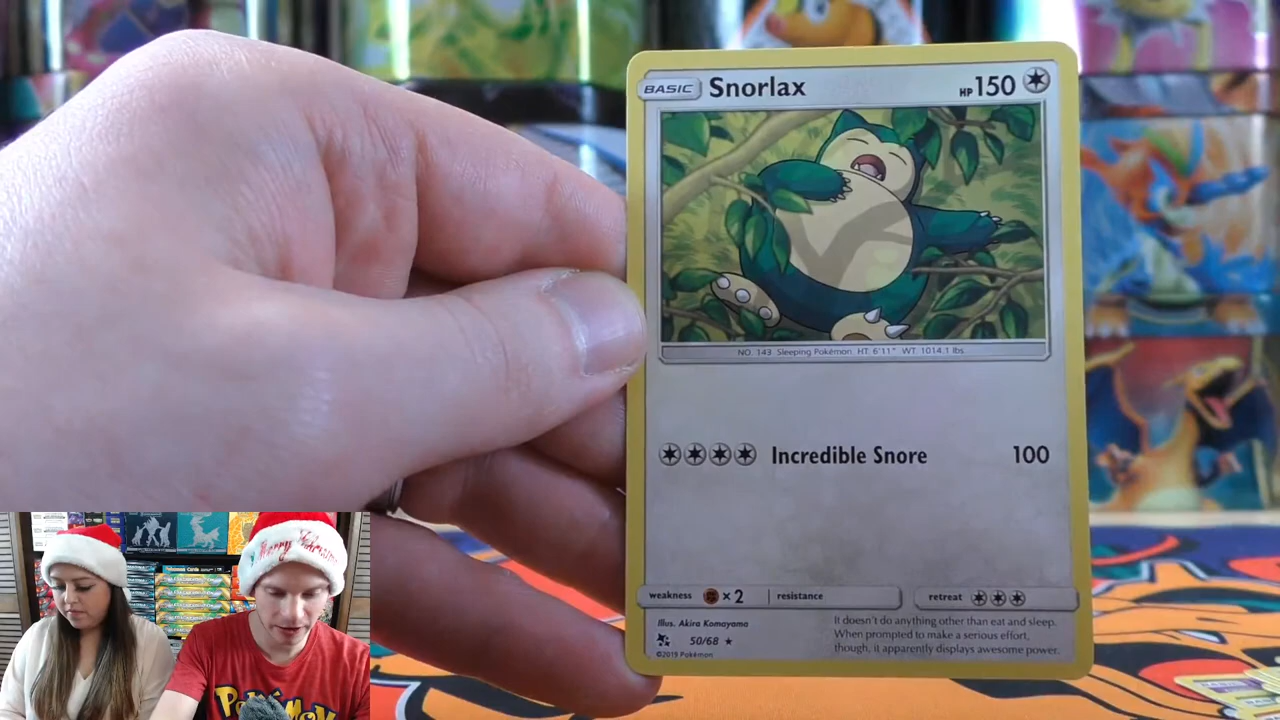 BASIC Snorlax HP 150
NO. 143 Sleeping Pokémon HT: 6'11" WT: 1014.1 lbs.
Incredible Snore 100
weakness × 2 resistance retreat
Illus. Akira Komayama
50/68 ★
©2019 Pokémon
It doesn't do anything other than eat and sleep.
When prompted to make a serious effort,
though, it apparently displays awesome power.
Merry Christmas
Pokémon